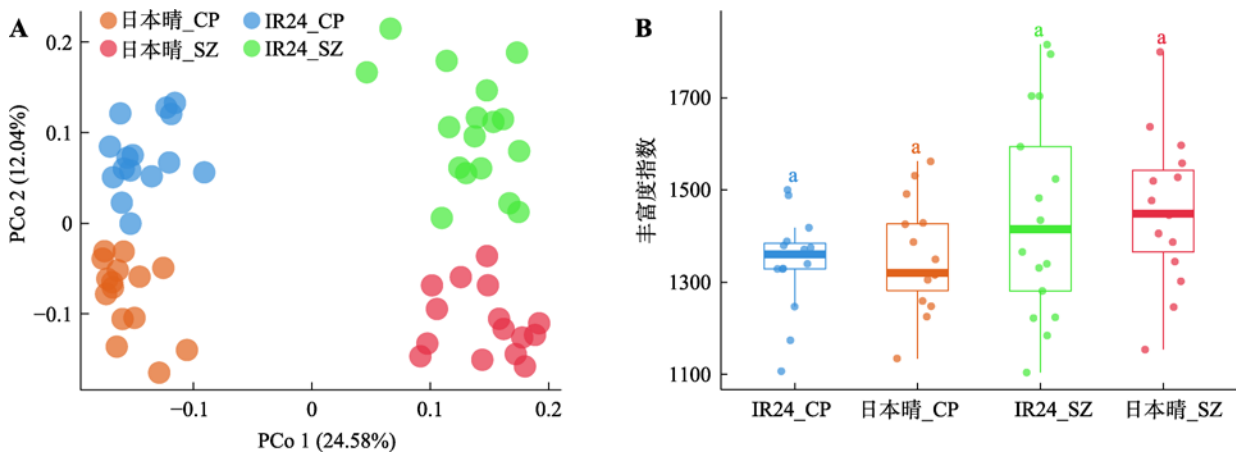 A
日本晴_CP
IR24_CP
日本晴_SZ
IR24_SZ
0.2
0.1
0
−0.1
PCo 2 (12.04%)
−0.1
0
0.1
0.2
PCo 1 (24.58%)
B
a
a
a
a
1700
1500
1300
1100
丰富度指数
IR24_CP
日本晴_CP
IR24_SZ
日本晴_SZ